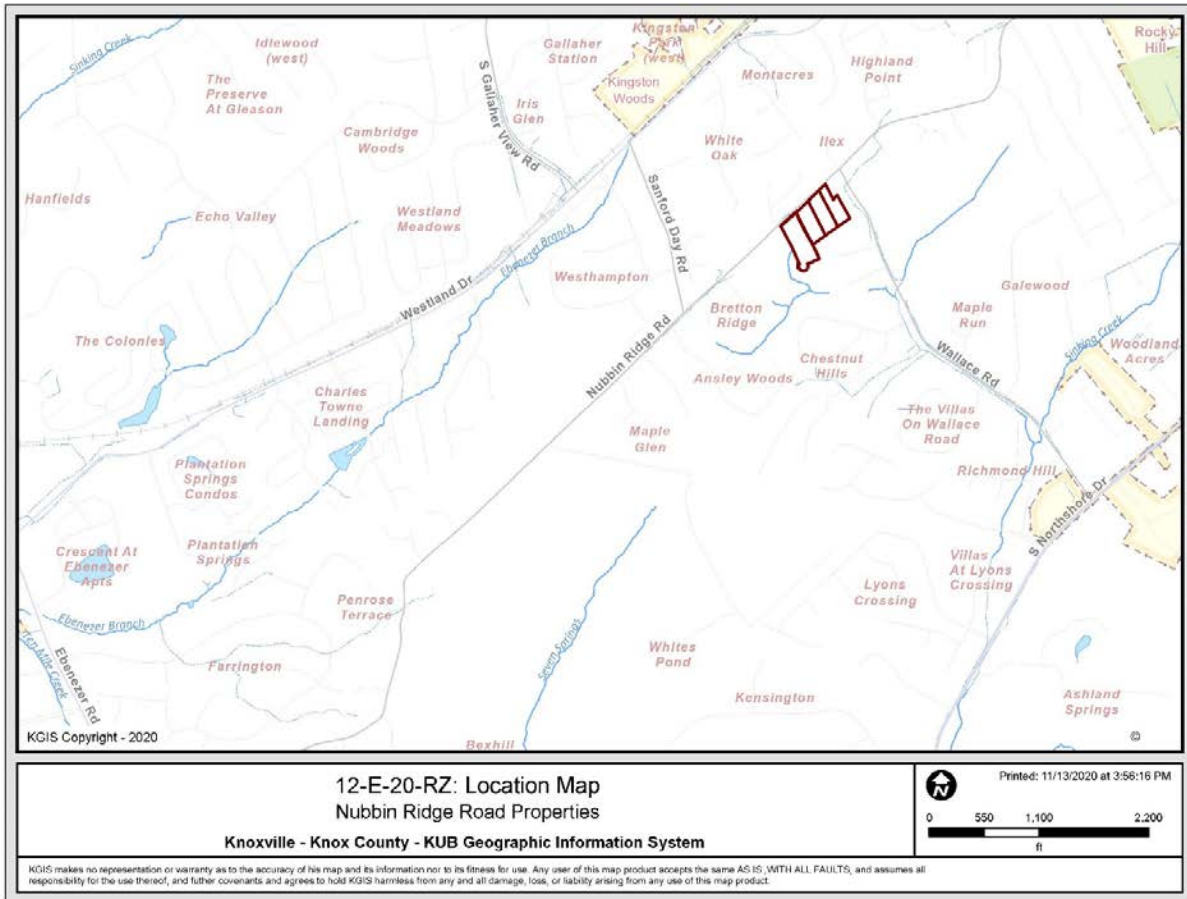 Sinking Creek
Idlewood
(west)
Gallaher
Station
Kingston
Park
(west)
Kingston
Woods
Montacres
Highland
Point
Rocky
Hill
The
Preserve
At Gleason
S Gallaher View Rd
Iris
Glen
Cambridge
Woods
White
Oak
Ilex
Hanfields
Echo Valley
Westland
Meadows
Sanford Day Rd
Ebenezer Branch
Westland Dr
Westhampton
Bretton
Ridge
Nubbin Ridge Rd
Galewood
Maple
Run
Sinking Creek
Woodland
Acres
The Colonies
Ansley Woods
Chestnut
Hills
Wallace Rd
Charles
Towne
Landing
Maple
Glen
The Villas
On Wallace
Road
Plantation
Springs
Condos
Richmond Hill
S Northshore Dr
Crescent At
Ebenezer
Apts
Plantation
Springs
Villas
At Lyons
Crossing
Lyons
Crossing
Penrose
Terrace
Ebenezer Branch
Ten Mile Creek
Ebenezer Rd
Farrington
Seven Springs
Whites
Pond
Kensington
Ashland
Springs
Bexhill
KGIS Copyright - 2020
©
12-E-20-RZ: Location Map
Nubbin Ridge Road Properties
Knoxville - Knox County - KUB Geographic Information System
N
Printed: 11/13/2020 at 3:56:16 PM
0 550 1,100 2,200
ft
KGIS makes no representation or warranty as to the accuracy of his map and its information nor to its fitness for use. Any user of this map product accepts the same AS IS ,WITH ALL FAULTS, and assumes all
responsibility for the use thereof, and futher covenants and agrees to hold KGIS harmless from any and all damage, loss, or liability arising from any use of this map product.